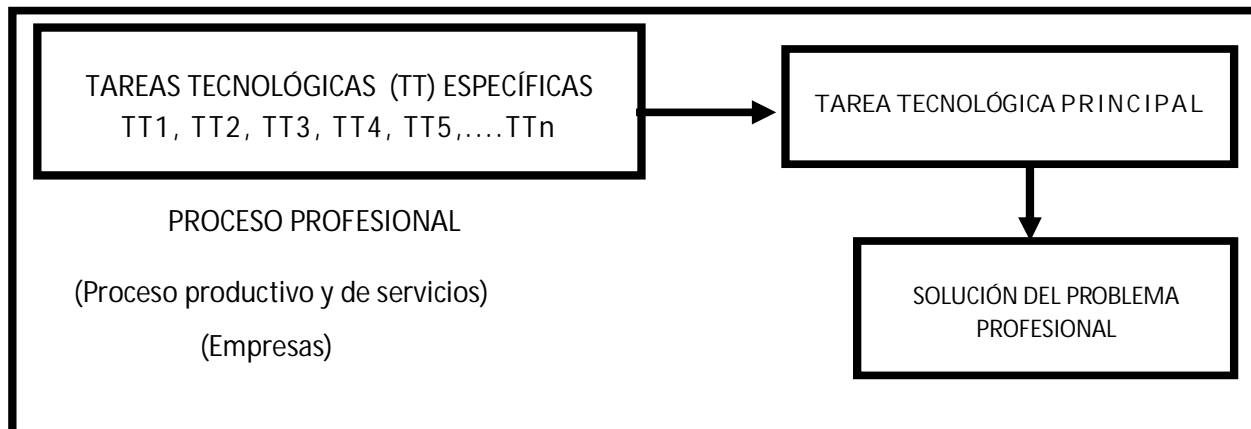 TAREAS TECNOLÓGICAS (TT) ESPECÍFICAS
TT1, TT2, TT3, TT4, TT5,....TTn
TAREA TECNOLÓGICA PRINCIPAL
PROCESO PROFESIONAL
(Proceso productivo y de servicios)
(Empresas)
SOLUCIÓN DEL PROBLEMA
PROFESIONAL